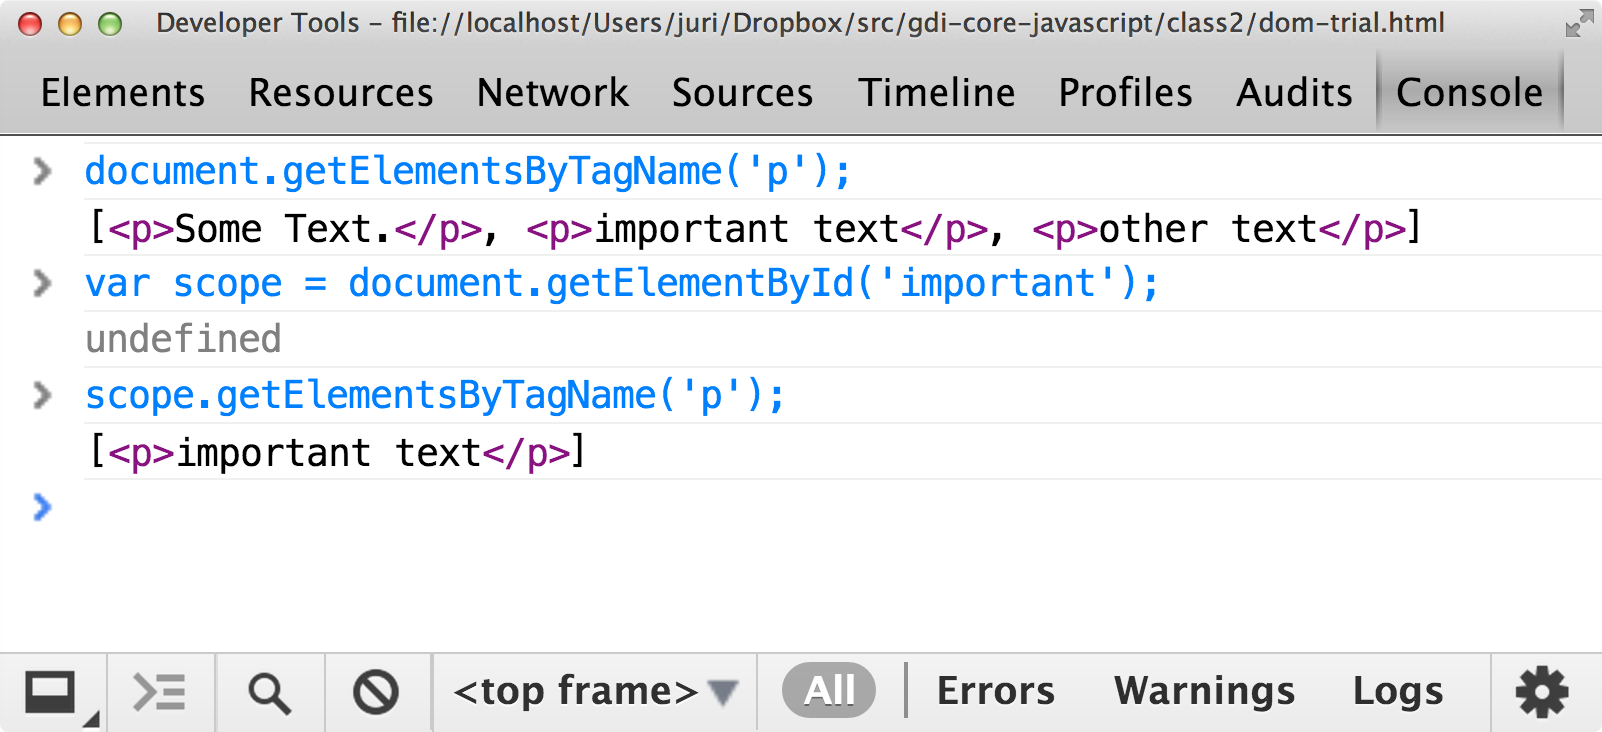 Developer Tools – file://localhost/Users/juri/Dropbox/src/gdi-core-javascript/class2/dom-trial.html
Elements Resources Network Sources Timeline Profiles Audits Console
document.getElementsByTagName('p');
[<p>Some Text.</p>, <p>important text</p>, <p>other text</p>]
var scope = document.getElementById('important');
undefined
scope.getElementsByTagName('p');
[<p>important text</p>]
<top frame> All Errors Warnings Logs